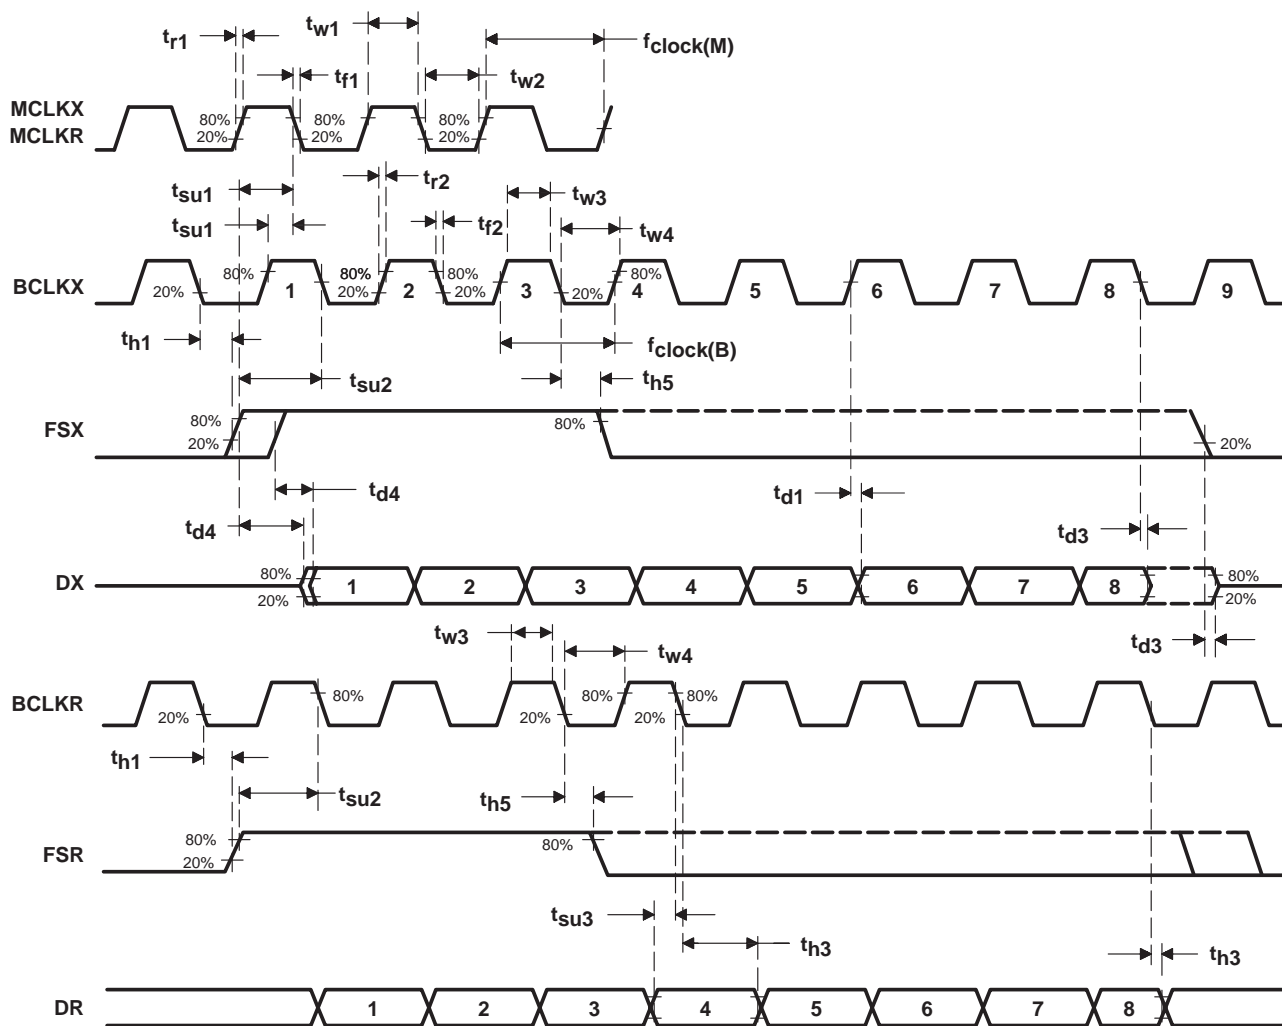 tr1 tw1 fclock(M)
tf1 tw2
MCLKX 80% 80% 80%
MCLKR 20% 20% 20% 20%
tsu1 tr2 tw3
tsu1 tf2 tw4
BCLKX 80% 80% 80% 80%
20% 20% 20% 20%
1 2 3 4 5 6 7 8 9
th1 fclock(B)
tsu2 th5
FSX 80% 80%
20% 20%
td4 td1
td4 td3
DX 80% 1 2 3 4 5 6 7 8 80%
20% 20%
tw3 tw4 td3
BCLKR 80% 80% 80%
20% 20% 20%
th1 tsu2 th5
FSR 80% 80%
20%
tsu3 th3 th3
DR 1 2 3 4 5 6 7 8